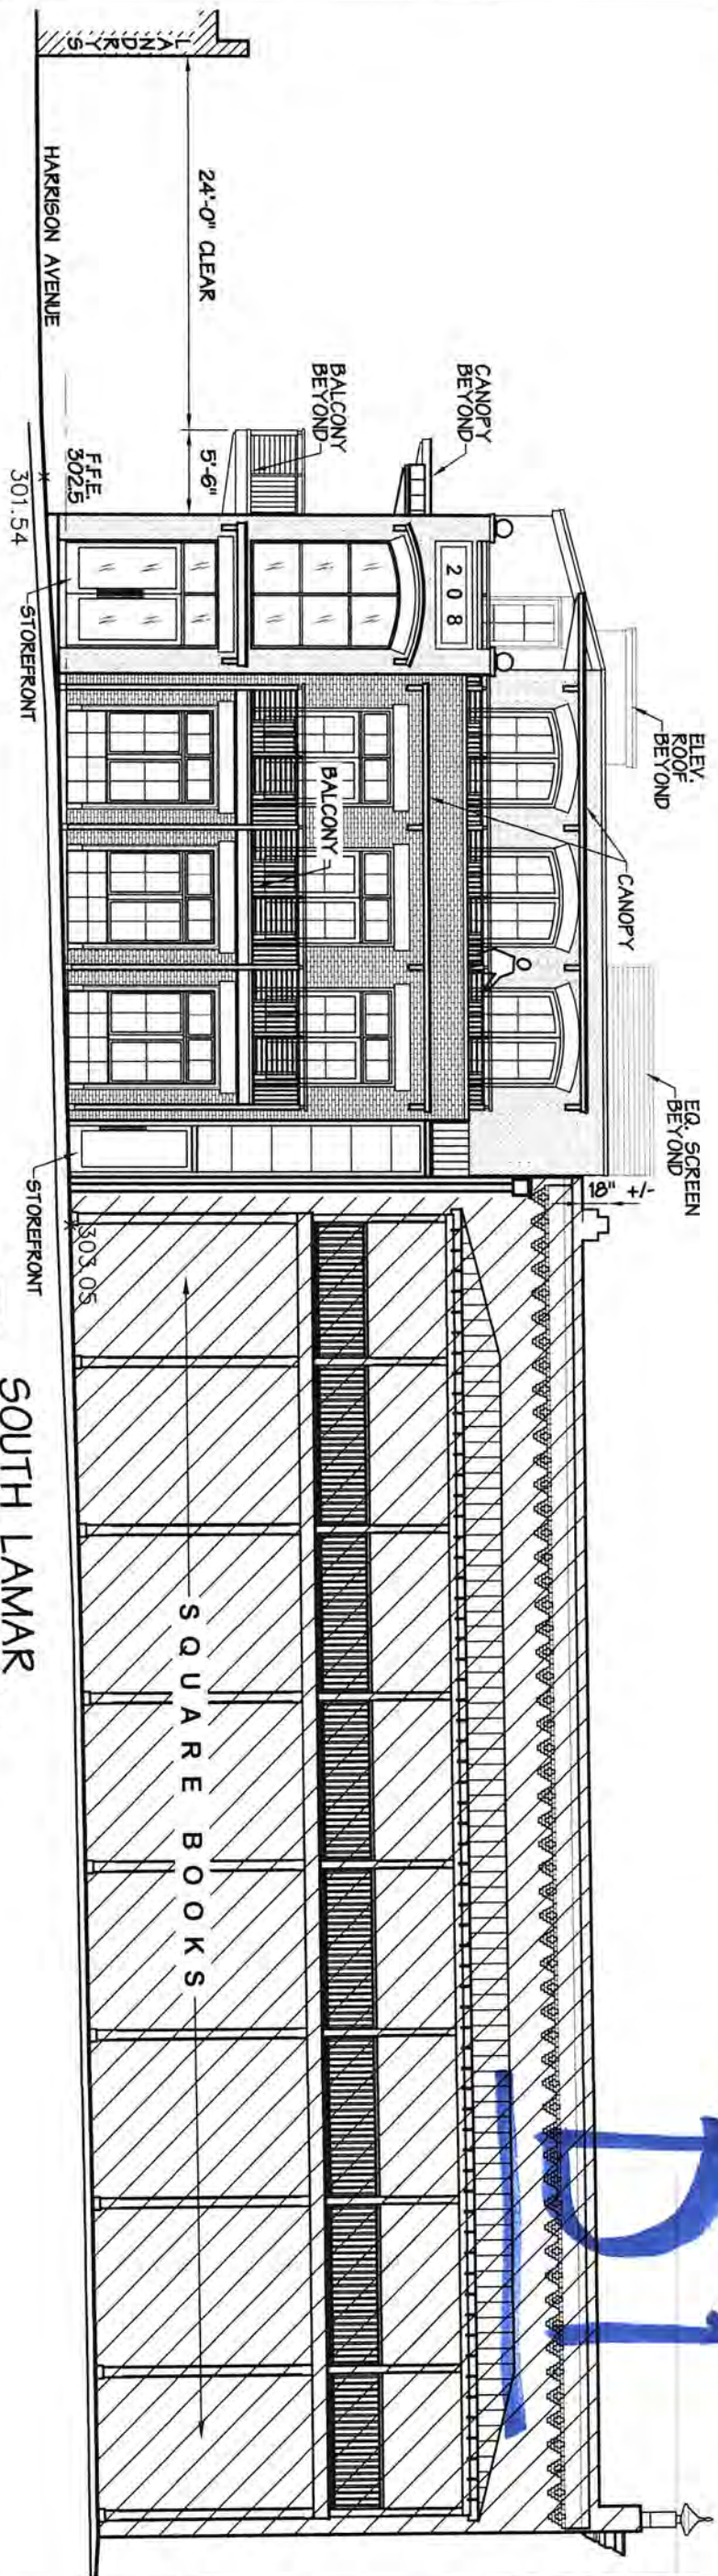 LANDRYS
HARRISON AVENUE
24'-0" CLEAR
5'-6"
BALCONY
BEYOND
CANOPY
BEYOND
F.F.E.
302.5
301.54
STOREFRONT
2 0 8
ELEV.
ROOF
BEYOND
CANOPY
BALCONY
EQ. SCREEN
BEYOND
18" +/-
STOREFRONT
303.05
SQUARE BOOKS
SOUTH LAMAR